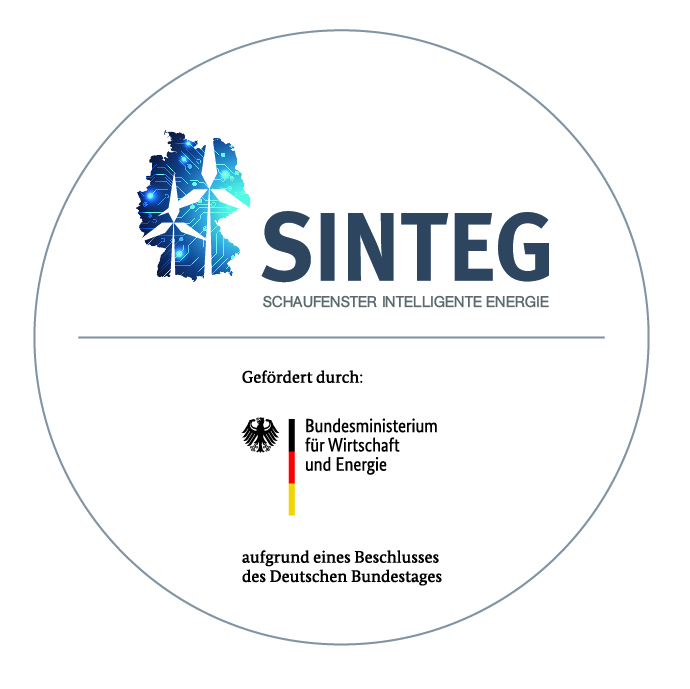 SINTEG
SCHAUFENSTER INTELLIGENTE ENERGIE
Gefördert durch:
Bundesministerium
für Wirtschaft
und Energie
aufgrund eines Beschlusses
des Deutschen Bundestages